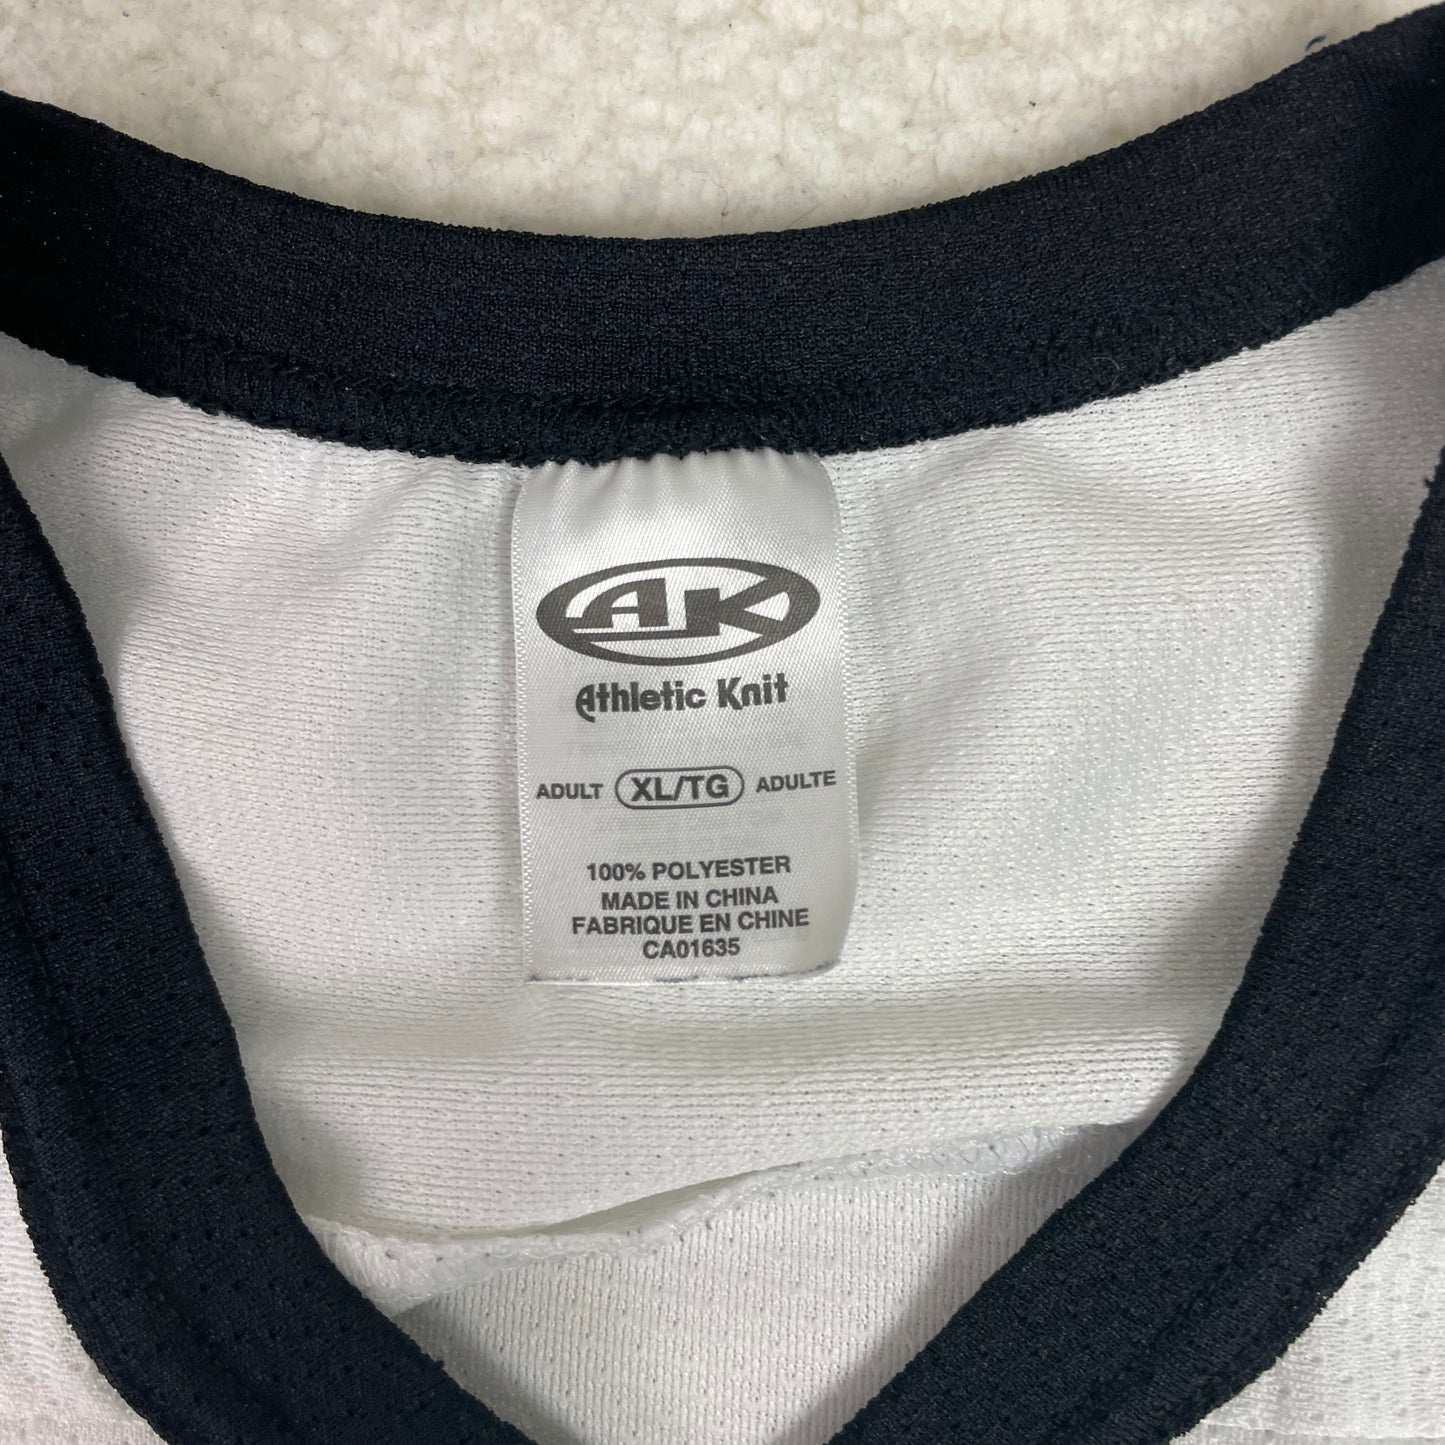 AK
Athletic Knit
ADULT XL/TG ADULTE
100% POLYESTER
MADE IN CHINA
FABRIQUE EN CHINE
CA01635